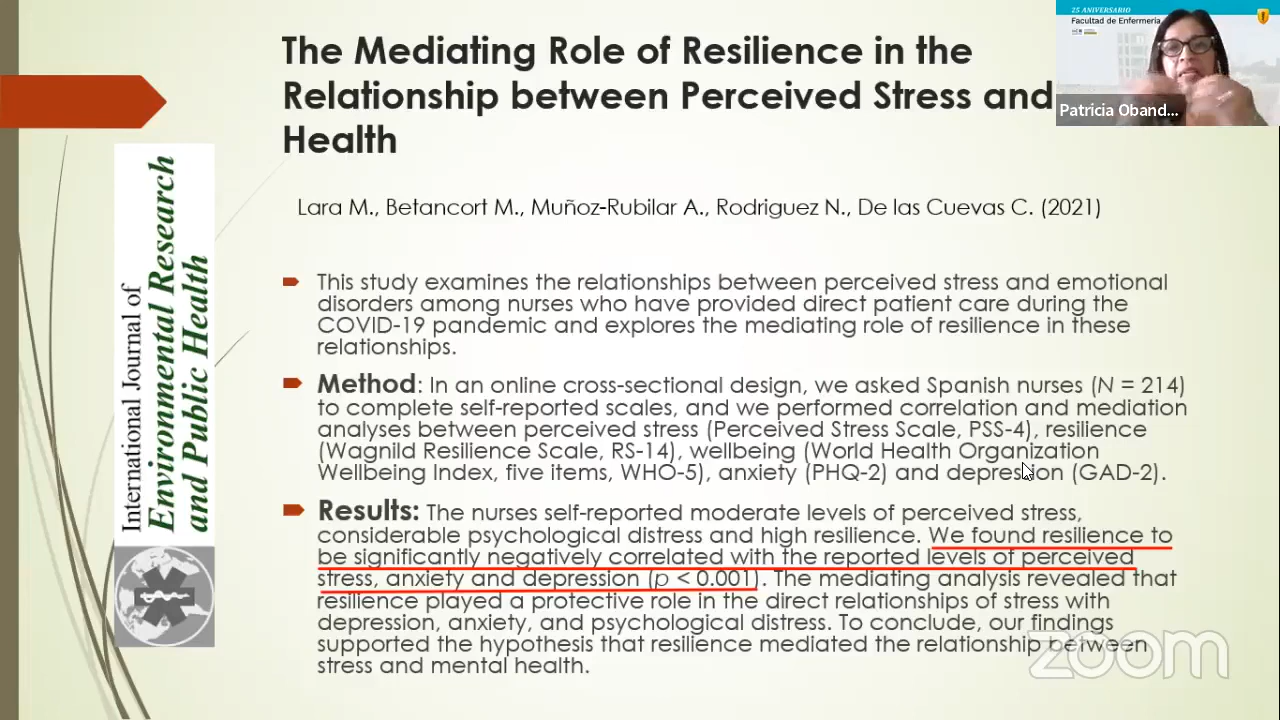 The Mediating Role of Resilience in the
Relationship between Perceived Stress and
Health
25 ANIVERSARIO
Facultad de Enfermería
Patricia Oband...
Lara M., Betancort M., Muñoz-Rubilar A., Rodriguez N., De las Cuevas C. (2021)
International Journal of
Environmental Research
and Public Health
This study examines the relationships between perceived stress and emotional
disorders among nurses who have provided direct patient care during the
COVID-19 pandemic and explores the mediating role of resilience in these
relationships.
Method: In an online cross-sectional design, we asked Spanish nurses (N = 214)
to complete self-reported scales, and we performed correlation and mediation
analyses between perceived stress (Perceived Stress Scale, PSS-4), resilience
(Wagnild Resilience Scale, RS-14), wellbeing (World Health Organization
Wellbeing Index, five items, WHO-5), anxiety (PHQ-2) and depression (GAD-2).
Results: The nurses self-reported moderate levels of perceived stress,
considerable psychological distress and high resilience. We found resilience to
be significantly negatively correlated with the reported levels of perceived
stress, anxiety and depression (p < 0.001). The mediating analysis revealed that
resilience played a protective role in the direct relationships of stress with
depression, anxiety, and psychological distress. To conclude, our findings
supported the hypothesis that resilience mediated the relationship between
stress and mental health.
zoom